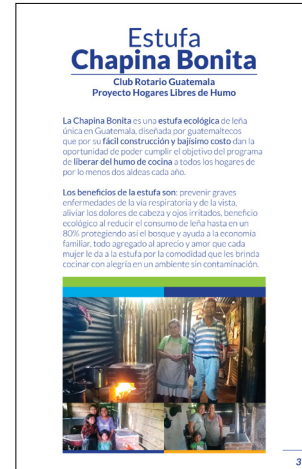 Estufa
Chapina Bonita
Club Rotario Guatemala
Proyecto Hogares Libres de Humo
La Chapina Bonita es una estufa ecológica de leña
única en Guatemala, diseñada por guatemaltecos
que por su fácil construcción y bajísimo costo dan la
oportunidad de poder cumplir el objetivo del programa
de liberar del humo de cocina a todos los hogares de
por lo menos dos aldeas cada año.
Los beneficios de la estufa son: prevenir graves
enfermedades de la vía respiratoria y de la vista,
aliviar los dolores de cabeza y ojos irritados, beneficio
ecológico al reducir el consumo de leña hasta en un
80% protegiendo así el bosque y ayuda a la economía
familiar, todo agregado al aprecio y amor que cada
mujer le da a la estufa por la comodidad que les brinda
cocinar con alegría en un ambiente sin contaminación.
3